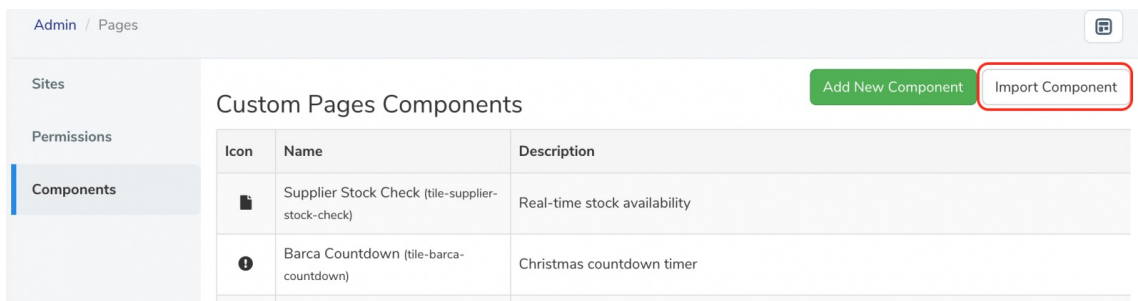 Admin / Pages
Sites
Permissions
Components
Custom Pages Components
Add New Component
Import Component
Icon Name Description
Supplier Stock Check (tile-supplier-
stock-check)
Real-time stock availability
Barca Countdown (tile-barca-
countdown)
Christmas countdown timer